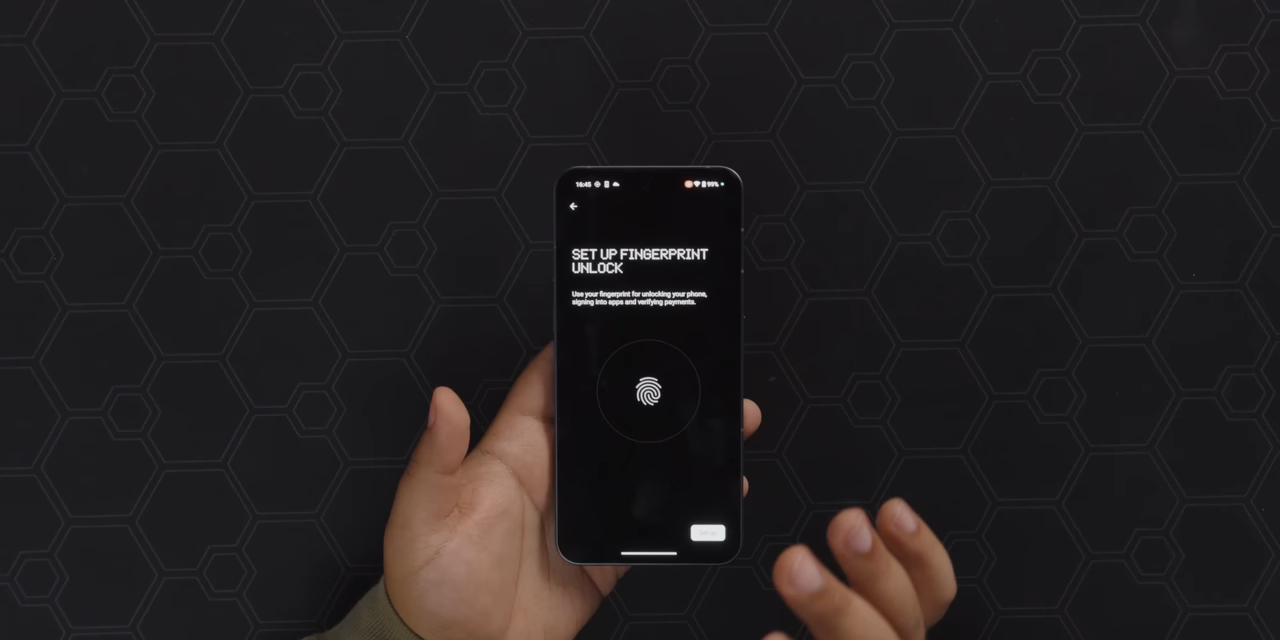 16:45
99%
SET UP FINGERPRINT
UNLOCK
Use your fingerprint for unlocking your phone,
signing into apps and verifying payments.